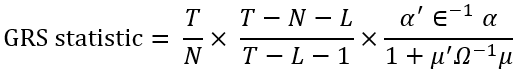 GRS statistic = T/N × (T − N − L)/(T − L − 1) × (α′ ∈⁻¹ α)/(1 + μ′Ω⁻¹μ)